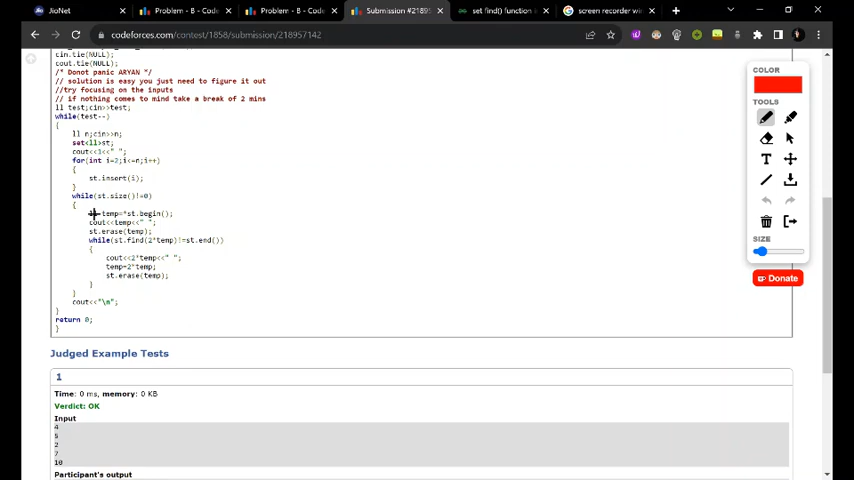 JioNet
Problem - B - Code
Problem - B - Code
Submission #21895
set find() function i
screen recorder win
codeforces.com/contest/1858/submission/218957142
cin.tie(NULL);
cout.tie(NULL);
/* Donot panic ARYAN */
// solution is easy you just need to figure it out
//try focusing on the inputs
// if nothing comes to mind take a break of 2 mins
ll test;cin>>test;
while(test--)
{
ll n;cin>>n;
set<ll>st;
cout<<1<<" ";
for(int i=2;i<=n;i++)
{
st.insert(i);
}
while(st.size()!=0)
{
temp=*st.begin();
cout<<temp<<" ";
st.erase(temp);
while(st.find(2*temp)!=st.end())
{
cout<<2*temp<<" ";
temp=2*temp;
st.erase(temp);
}
}
cout<<"\n";
}
return 0;
}
Judged Example Tests
1
Time: 0 ms, memory: 0 KB
Verdict: OK
Input
4
5
2
7
10
Participant's output
COLOR
TOOLS
T
SIZE
Donate